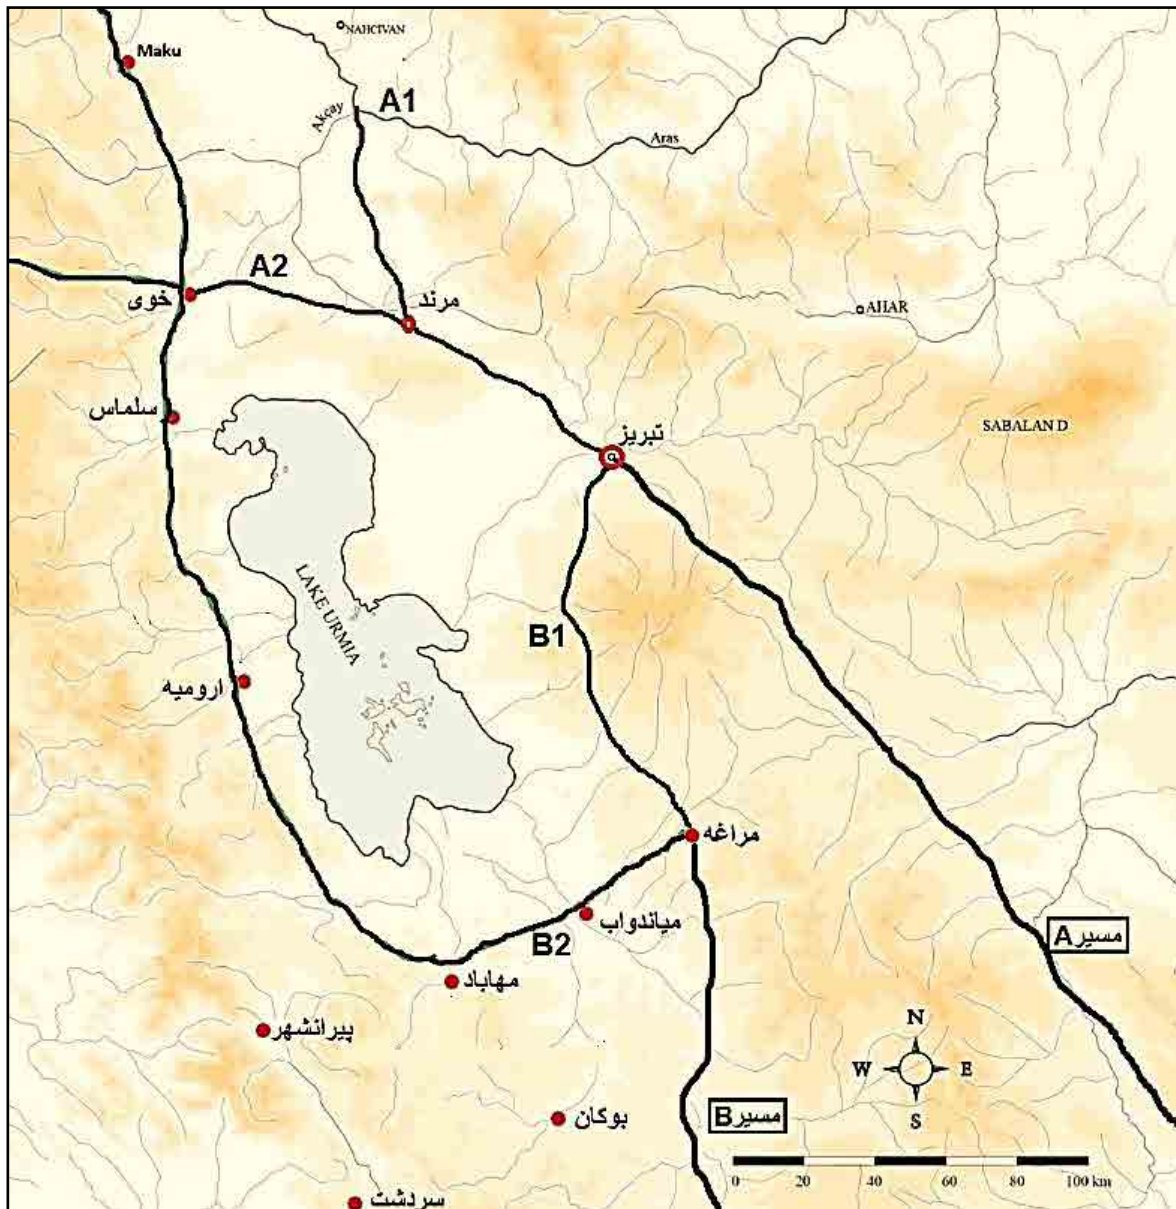 NAHCIVAN
Maku
A1
Akçay
Aras
A2
خوی
مرند
AHAR
سلماس
تبریز
SABALAND
LAKE URMIA
B1
ارومیه
مراغه
میاندواب
B2
مسیر A
مهاباد
پیرانشهر
N
W E
S
بوکان
مسیر B
0 20 40 60 80 100 km
سردشت